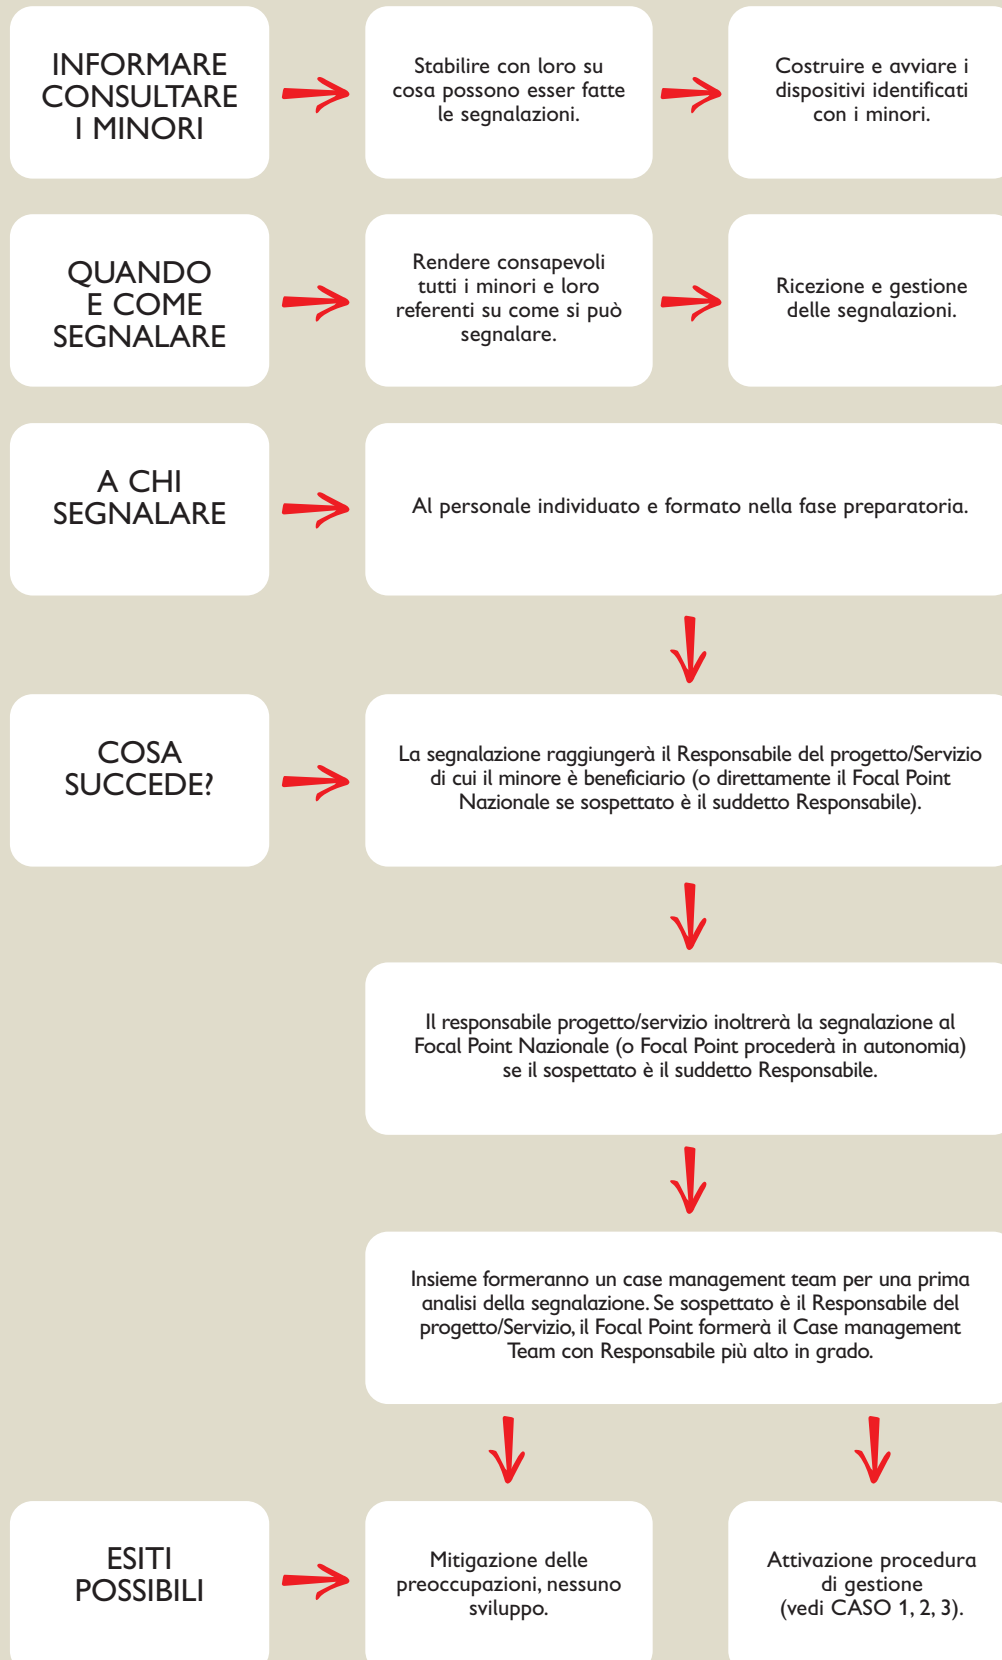 INFORMARE
CONSULTARE
I MINORI
Stabilire con loro su
cosa possono esser fatte
le segnalazioni.
Costruire e avviare i
dispositivi identificati
con i minori.
QUANDO
E COME
SEGNALARE
Rendere consapevoli
tutti i minori e loro
referenti su come si può
segnalare.
Ricezione e gestione
delle segnalazioni.
A CHI
SEGNALARE
Al personale individuato e formato nella fase preparatoria.
COSA
SUCCEDE?
La segnalazione raggiungerà il Responsabile del progetto/Servizio
di cui il minore è beneficiario (o direttamente il Focal Point
Nazionale se sospettato è il suddetto Responsabile).
Il responsabile progetto/servizio inoltrerà la segnalazione al
Focal Point Nazionale (o Focal Point procederà in autonomia)
se il sospettato è il suddetto Responsabile.
Insieme formeranno un case management team per una prima
analisi della segnalazione. Se sospettato è il Responsabile del
progetto/Servizio, il Focal Point formerà il Case management
Team con Responsabile più alto in grado.
ESITI
POSSIBILI
Mitigazione delle
preoccupazioni, nessuno
sviluppo.
Attivazione procedura
di gestione
(vedi CASO 1, 2, 3).